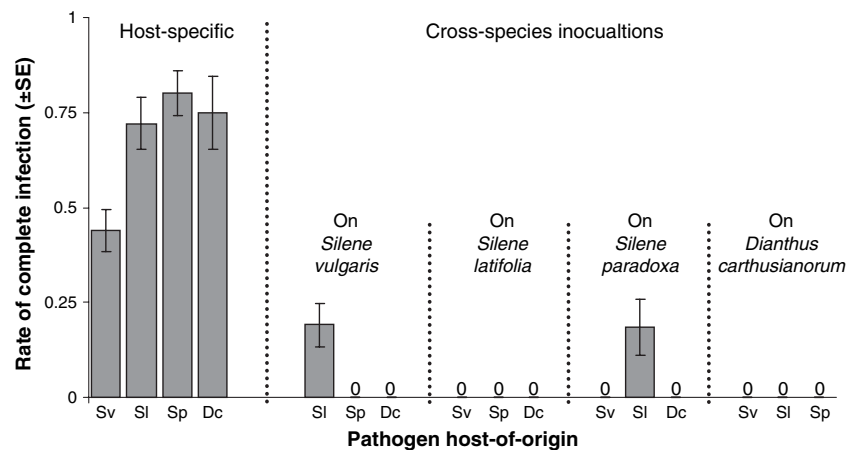 Host-specific
Cross-species inocualtions
Rate of complete infection (±SE)
1
0.75
0.5
0.25
0
On
Silene
vulgaris
On
Silene
latifolia
On
Silene
paradoxa
On
Dianthus
carthusianorum
0 0 0 0 0 0 0 0 0 0
Sv Sl Sp Dc Sl Sp Dc Sv Sp Dc Sv Sl Dc Sv Sl Sp
Pathogen host-of-origin